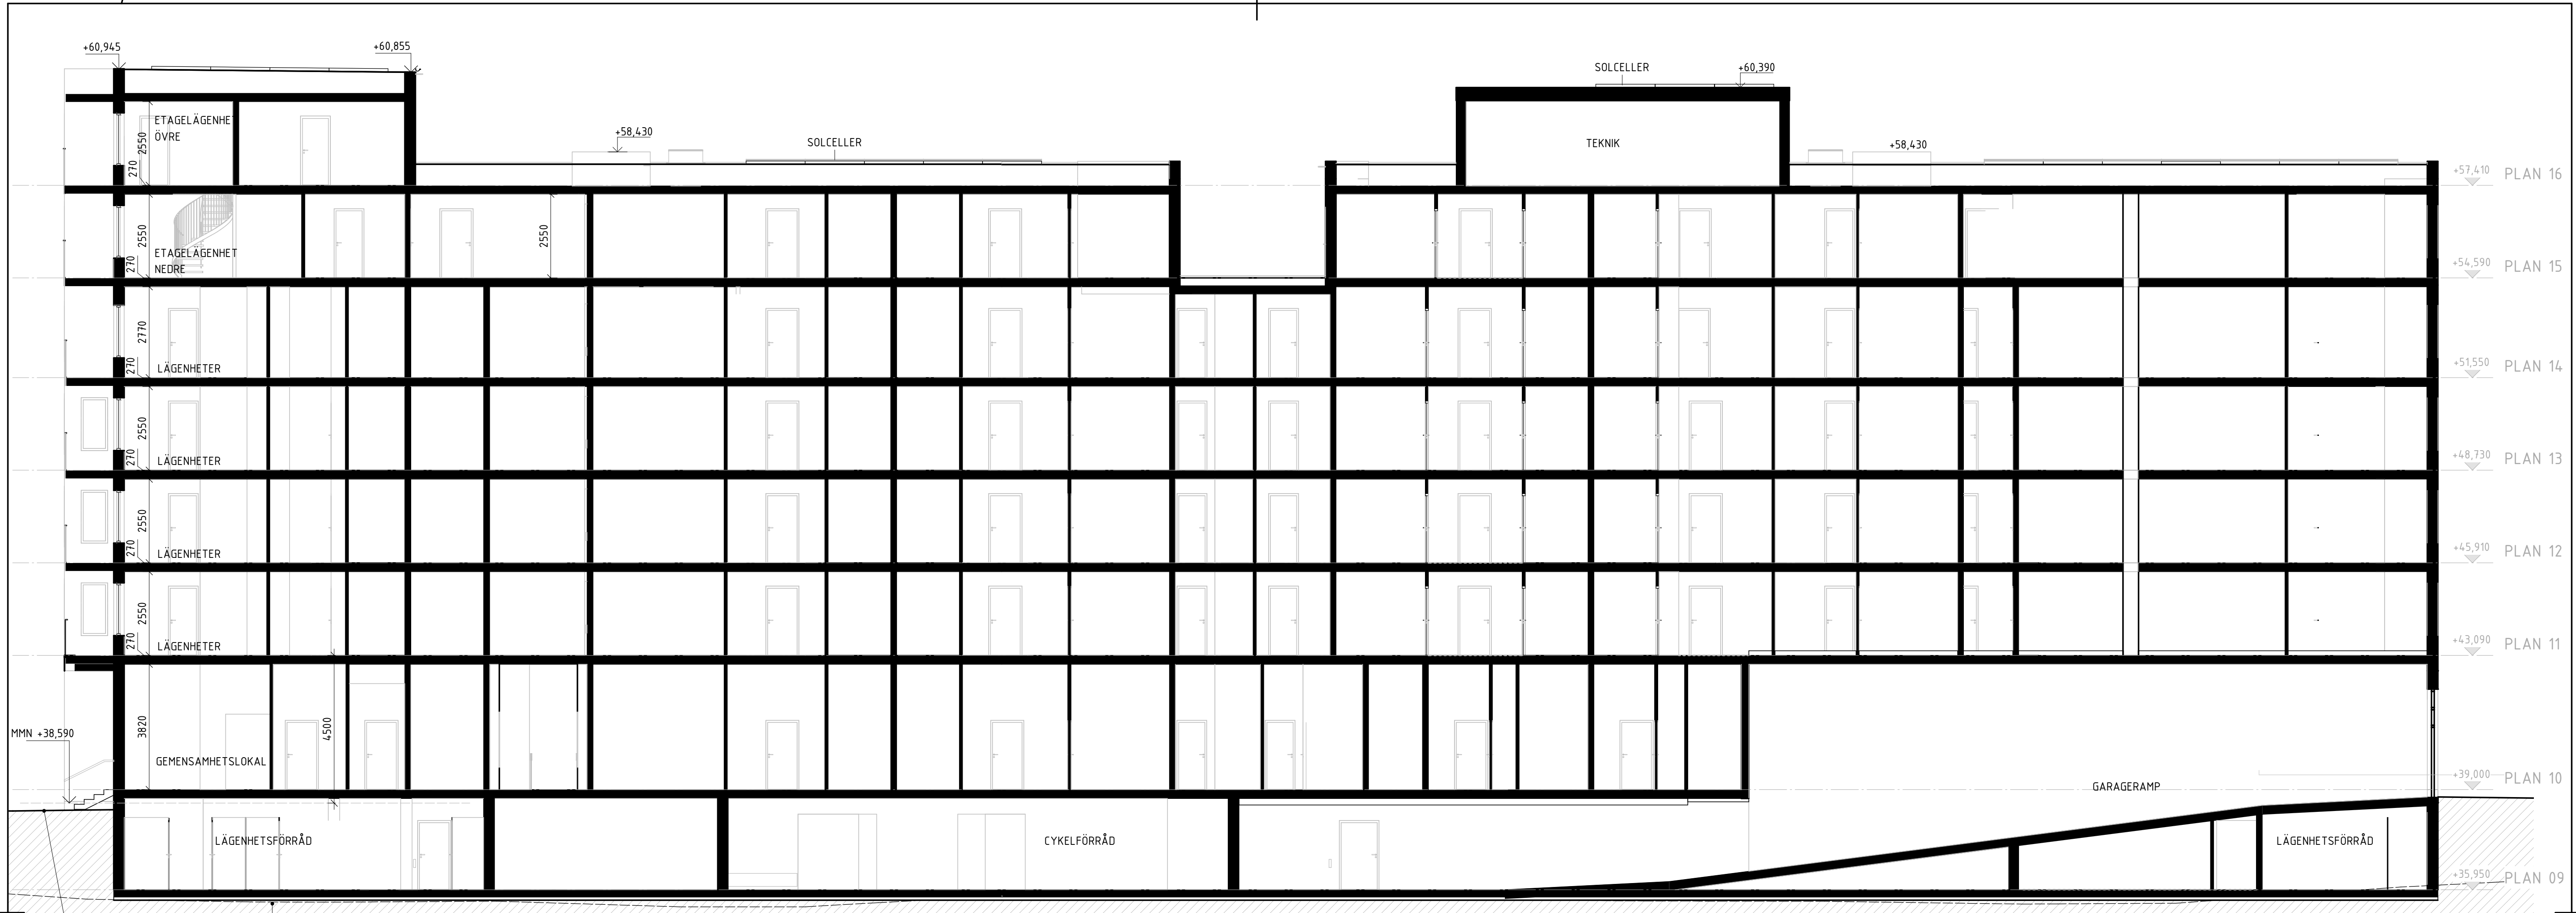 +60,945
+60,855
SOLCELLER
+60,390
ETAGELÄGENHET
ÖVRE
2550
270
+58,430
SOLCELLER
TEKNIK
+58,430
+57,410 PLAN 16
2550
2550
ETAGELÄGENHET
NEDRE
270
+54,590 PLAN 15
2770
270
LÄGENHETER
+51,550 PLAN 14
2550
270
LÄGENHETER
+48,730 PLAN 13
2550
270
LÄGENHETER
+45,910 PLAN 12
2550
270
LÄGENHETER
+43,090 PLAN 11
3820
4500
MMN +38,590
GEMENSAMHETSLOKAL
+39,000 PLAN 10
GARAGERAMP
LÄGENHETSFÖRRÅD
CYKELFÖRRÅD
LÄGENHETSFÖRRÅD
+35,950 PLAN 09